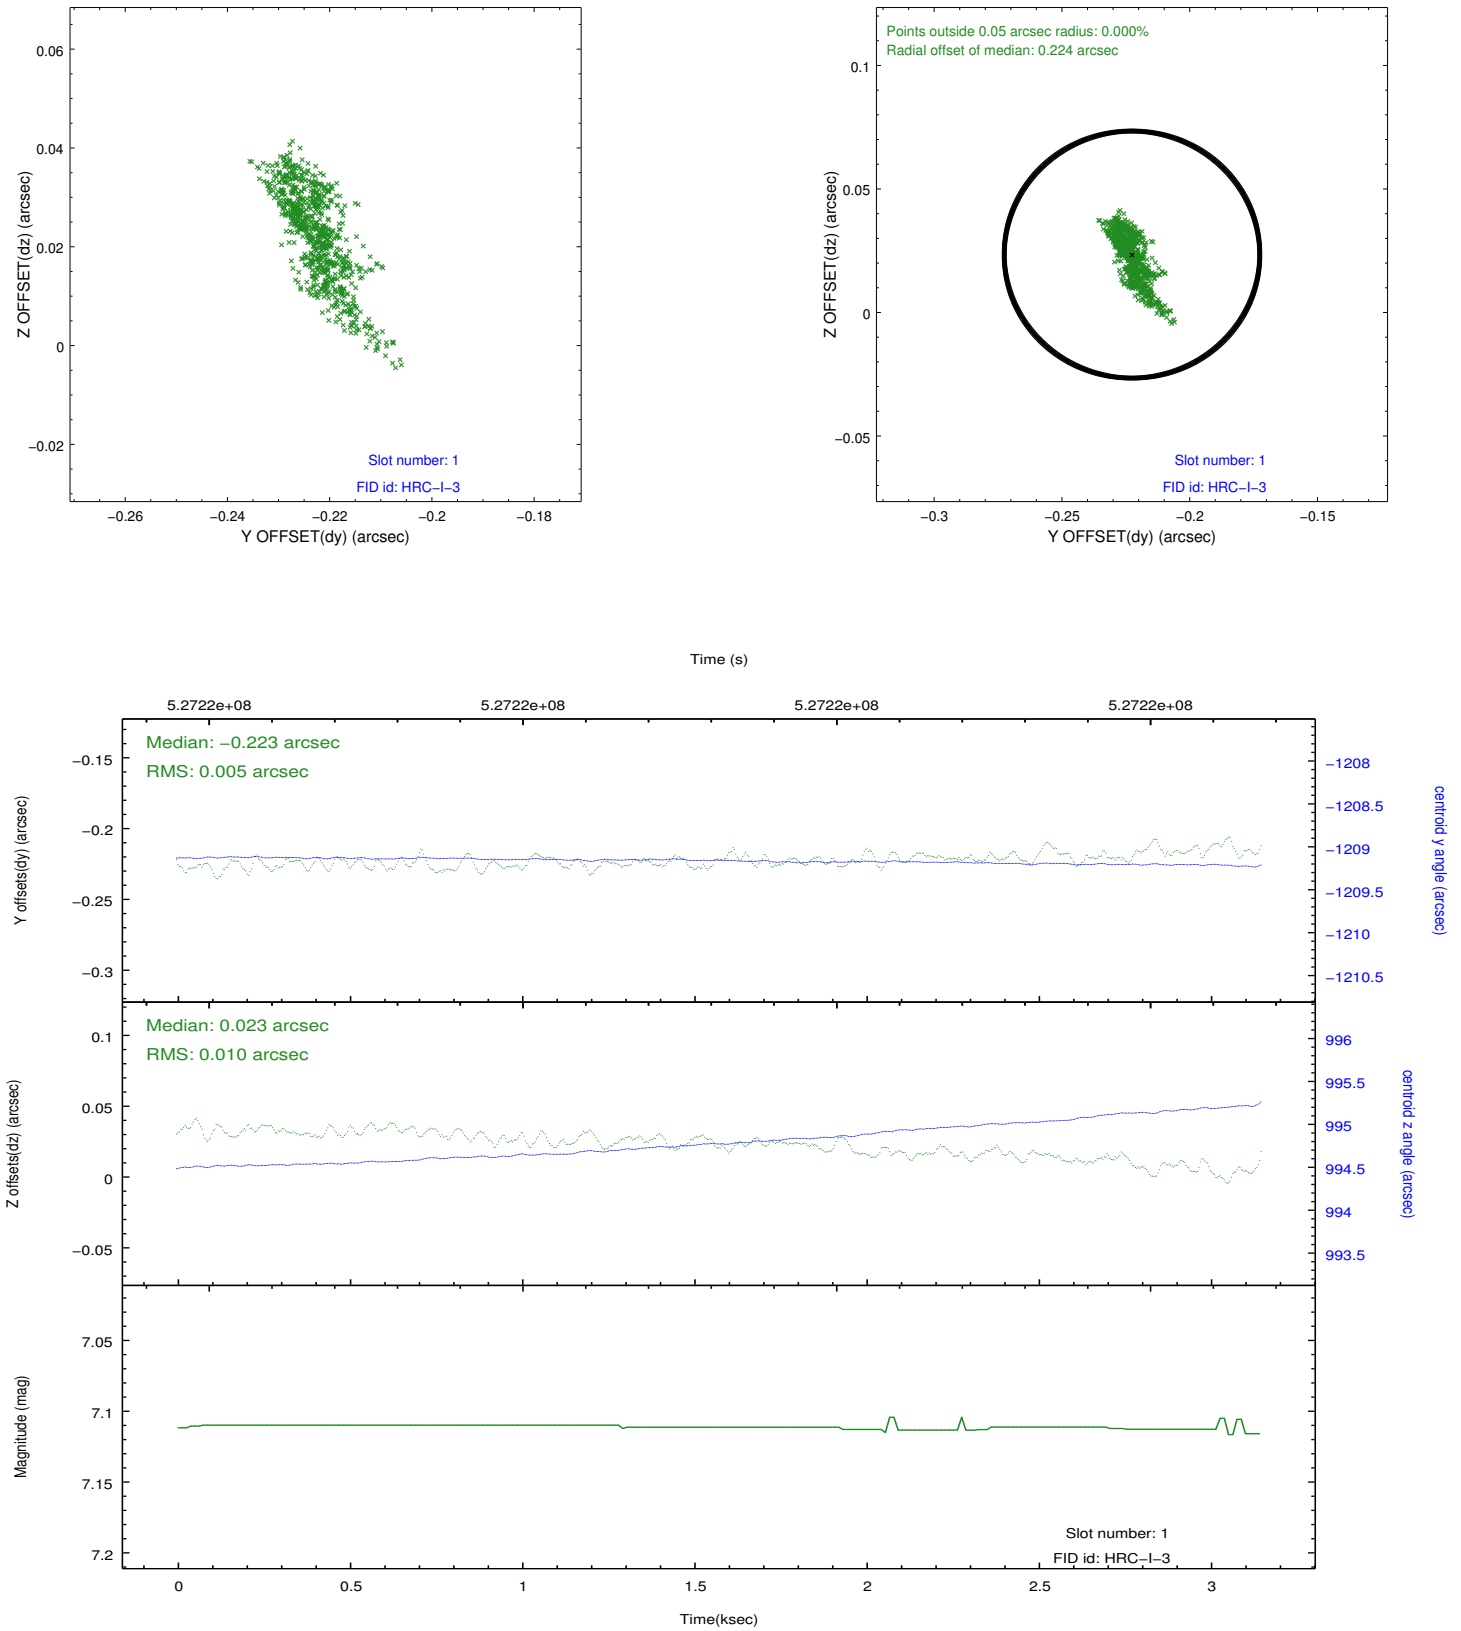 0.06
0.04
0.02
0
−0.02
Z OFFSET(dz) (arcsec)
Slot number: 1
FID id: HRC−I−3
−0.26 −0.24 −0.22 −0.2 −0.18
Y OFFSET(dy) (arcsec)
Points outside 0.05 arcsec radius: 0.000%
Radial offset of median: 0.224 arcsec
0.1
0.05
0
−0.05
Z OFFSET(dz) (arcsec)
Slot number: 1
FID id: HRC−I−3
−0.3 −0.25 −0.2 −0.15
Y OFFSET(dy) (arcsec)
Time (s)
5.2722e+08 5.2722e+08 5.2722e+08 5.2722e+08
Median: −0.223 arcsec
RMS: 0.005 arcsec
−0.15
−0.2
−0.25
−0.3
Y offsets(dy) (arcsec)
−1208
−1208.5
−1209
−1209.5
−1210
−1210.5
centroid y angle (arcsec)
Median: 0.023 arcsec
RMS: 0.010 arcsec
0.1
0.05
0
−0.05
Z offsets(dz) (arcsec)
996
995.5
995
994.5
994
993.5
centroid z angle (arcsec)
7.05
7.1
7.15
7.2
Magnitude (mag)
Slot number: 1
FID id: HRC−I−3
0 0.5 1 1.5 2 2.5 3
Time(ksec)